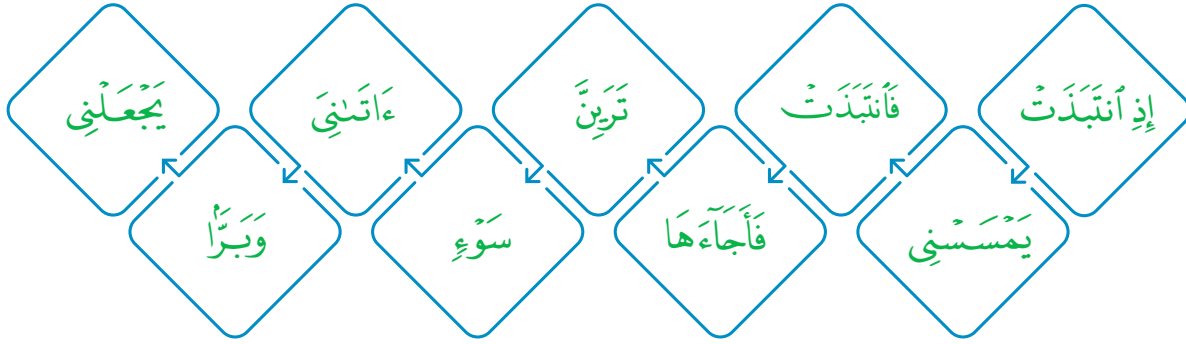 إِذِ ٱنتَبَذَتۡ
يَمۡسَسۡنِى
فَٱنتَبَذَتۡ
فَأَجَآءَهَا
تَرَيِنَّ
سَوۡءٖ
ءَاتَىٰنِىَ
وَبَرَّۢا
يَجۡعَلۡنِى